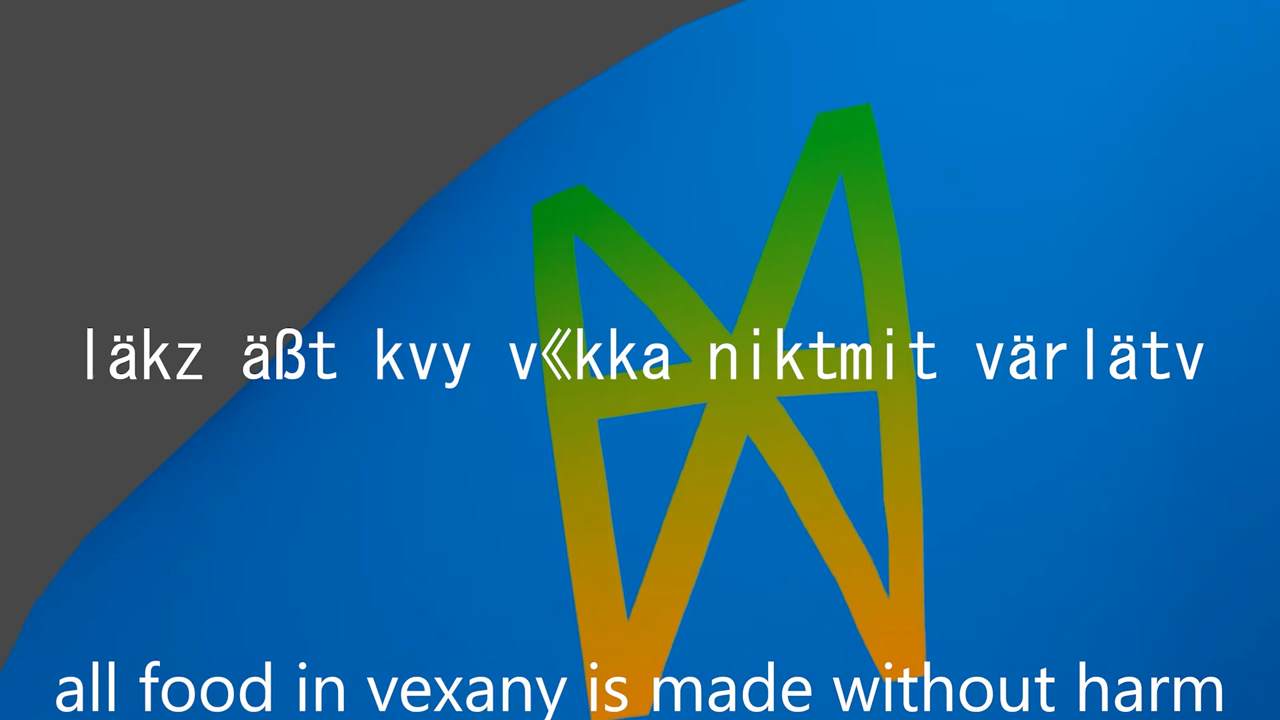 läkz äßt kvy v《kka niktmit värlätv
all food in vexany is made without harm